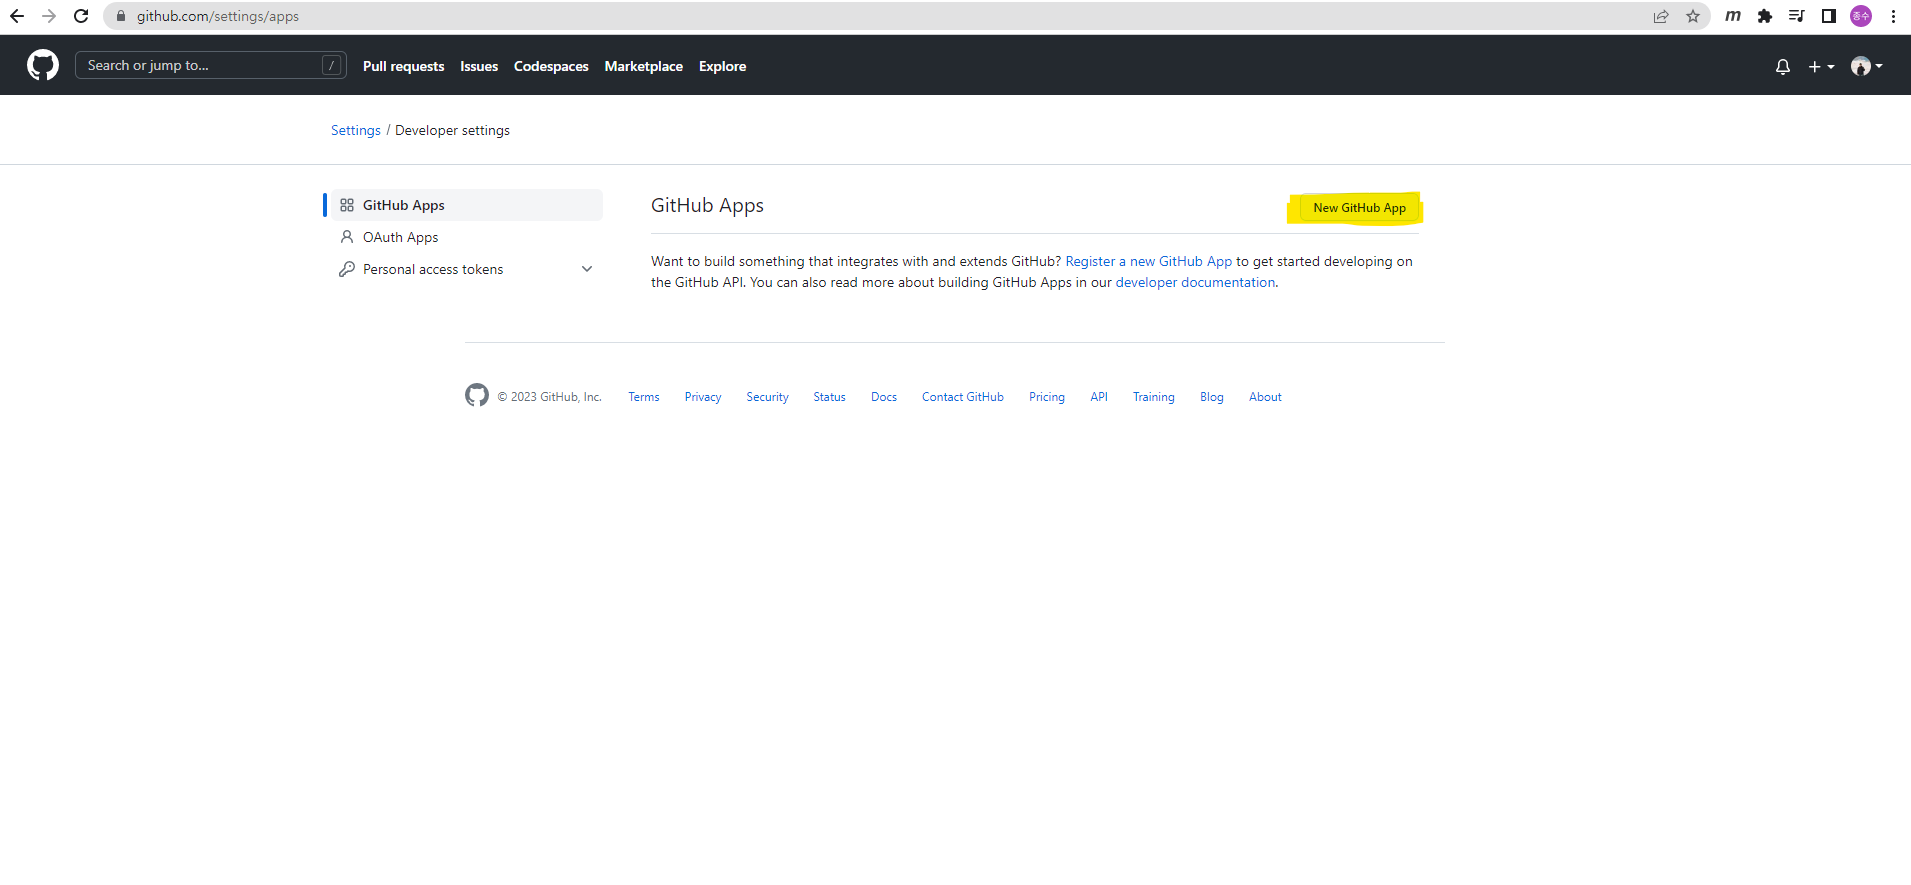 github.com/settings/apps
m
종수
Search or jump to... / Pull requests Issues Codespaces Marketplace Explore
Settings / Developer settings
GitHub Apps
OAuth Apps
Personal access tokens
GitHub Apps
New GitHub App
Want to build something that integrates with and extends GitHub? Register a new GitHub App to get started developing on
the GitHub API. You can also read more about building GitHub Apps in our developer documentation.
© 2023 GitHub, Inc. Terms Privacy Security Status Docs Contact GitHub Pricing API Training Blog About